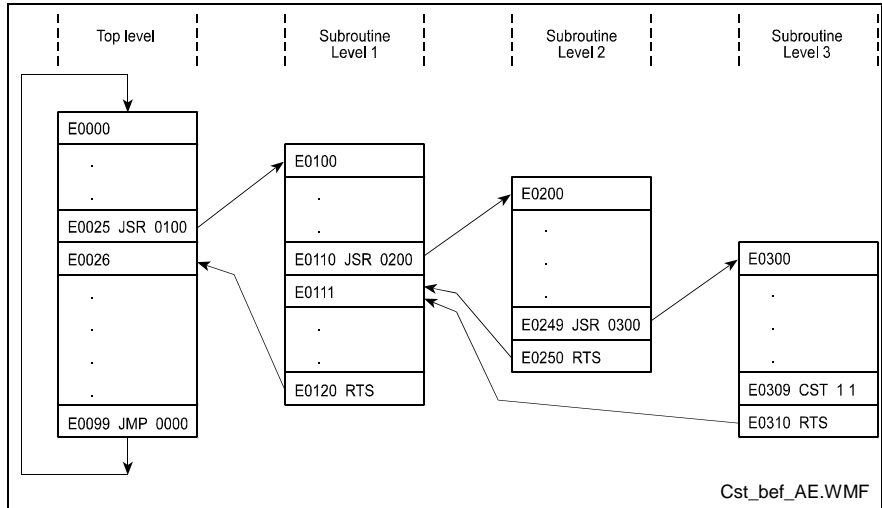 Top level
Subroutine
Level 1
Subroutine
Level 2
Subroutine
Level 3
E0000
.
.
E0025 JSR 0100
E0026
.
.
.
.
E0099 JMP 0000
E0100
.
.
E0110 JSR 0200
E0111
.
.
E0120 RTS
E0200
.
.
.
E0249 JSR 0300
E0250 RTS
E0300
.
.
.
E0309 CST 1 1
E0310 RTS
Cst_bef_AE.WMF